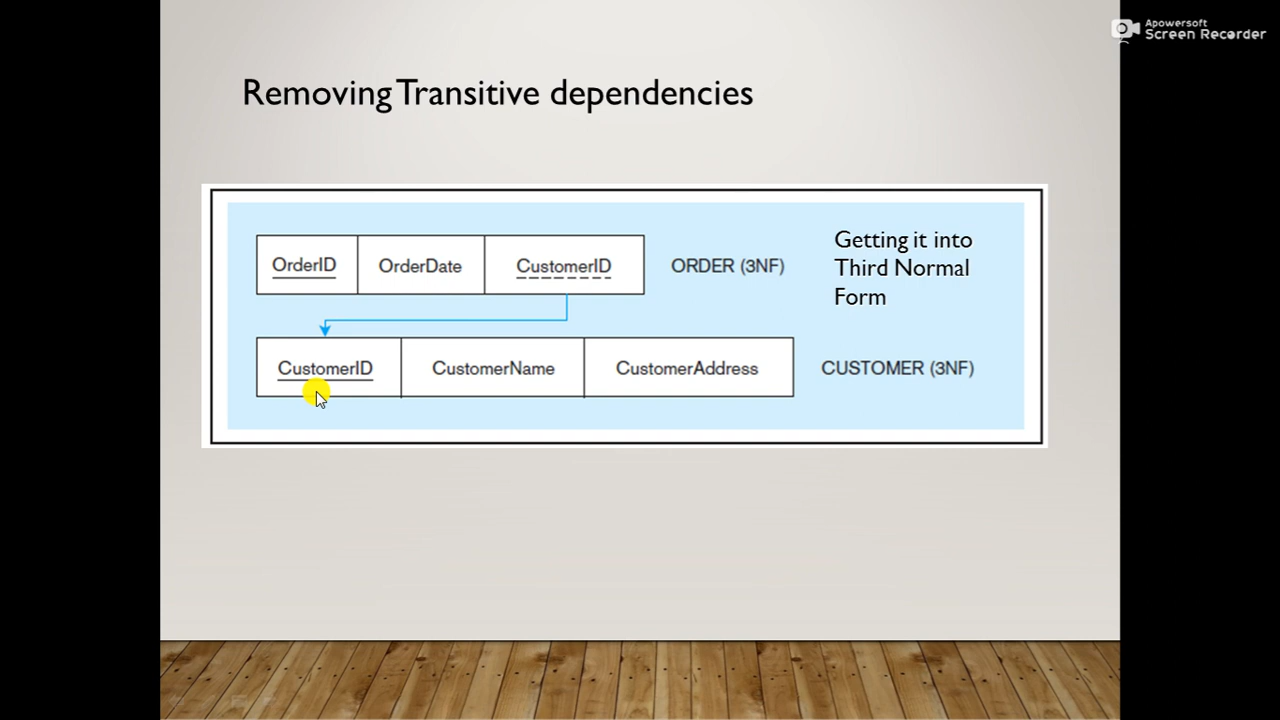 Apowersoft
Screen Recorder
Removing Transitive dependencies
OrderID OrderDate CustomerID ORDER (3NF)
Getting it into
Third Normal
Form
CustomerID CustomerName CustomerAddress CUSTOMER (3NF)